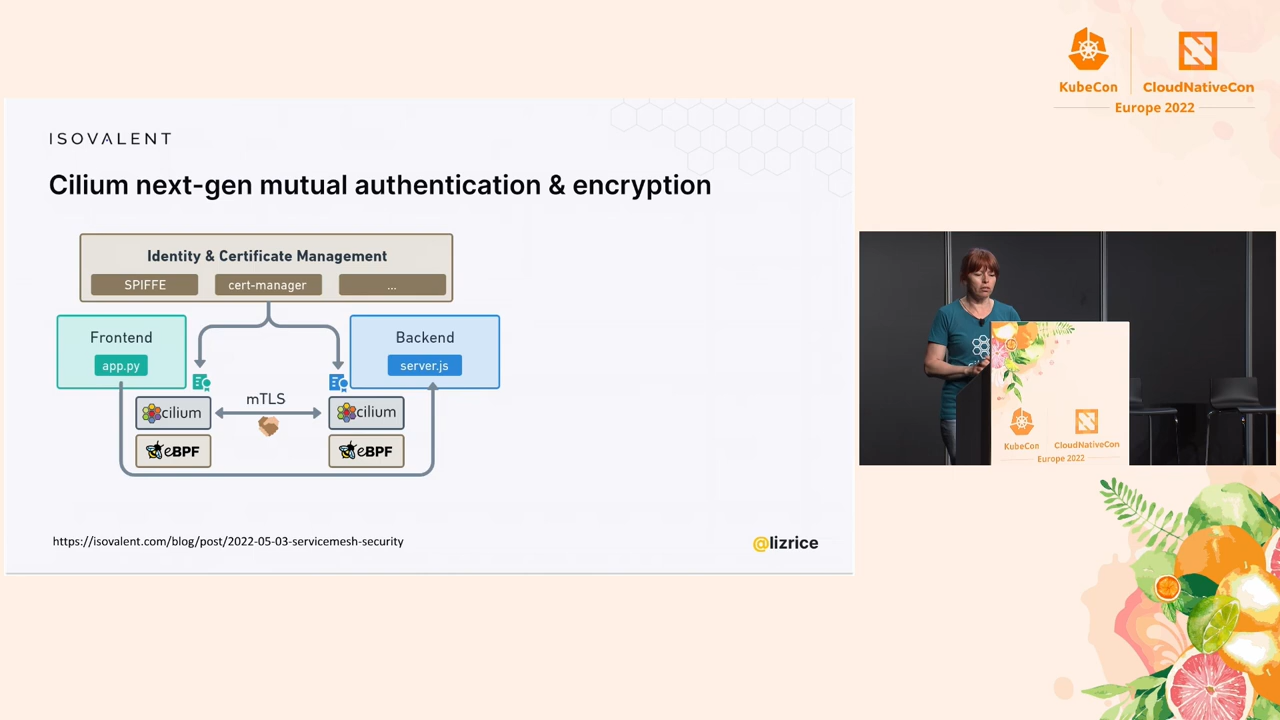 KubeCon
CloudNativeCon
Europe 2022
ISOVALENT
Cilium next-gen mutual authentication & encryption
Identity & Certificate Management
SPIFFE
cert-manager
...
Frontend
app.py
Backend
server.js
mTLS
cilium
cilium
eBPF
eBPF
https://isovalent.com/blog/post/2022-05-03-servicemesh-security
@lizrice
KubeCon
CloudNativeCon
Europe 2022